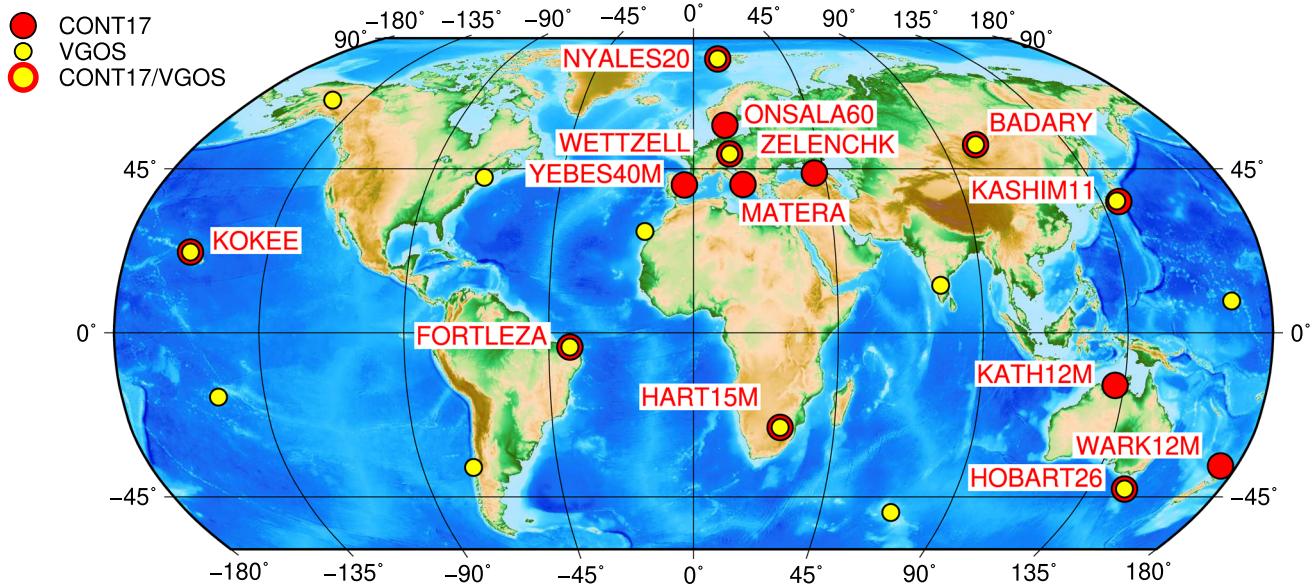 CONT17
VGOS
CONT17/VGOS
−180° −135° −90° −45° 0 45° 90° 135° 180°
90° 90°
NYALES20
ONSALA60
BADARY
WETTZELL
ZELENCHK
45° 45°
YEBES40M
KASHIM11
MATERA
KOKEE
0° 0°
FORTLEZA
KATH12M
HART15M
WARK12M
HOBART26
−45° −45°
−180° −135° −90° −45° 0 45° 90° 135° 180°